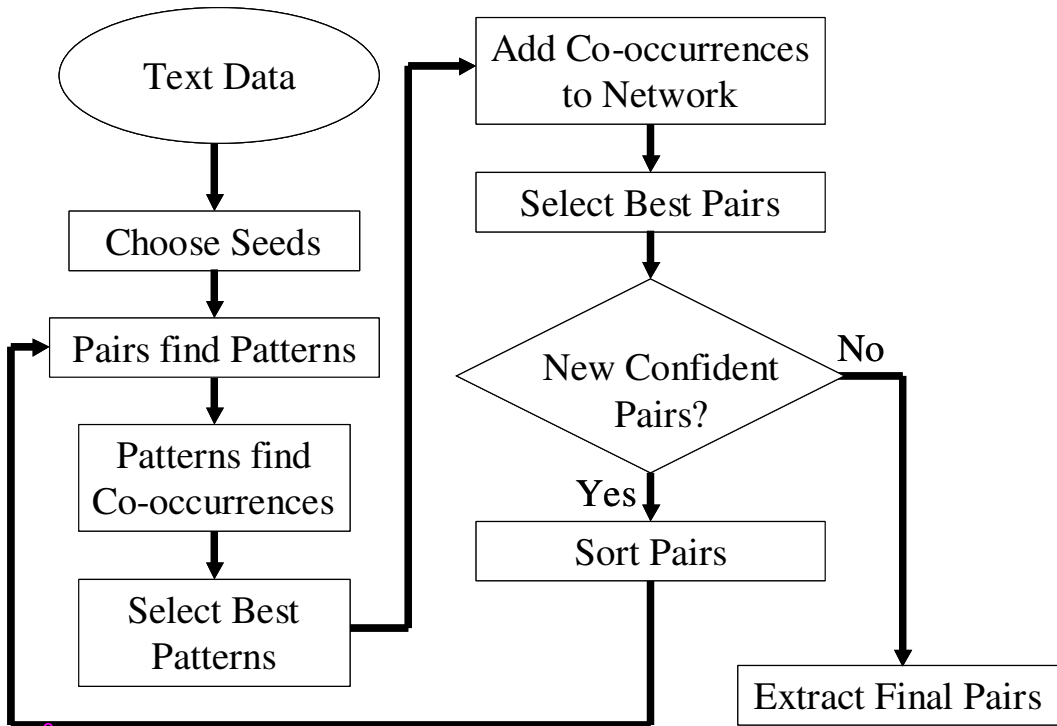 Text Data
Choose Seeds
Pairs find Patterns
Patterns find
Co-occurrences
Select Best
Patterns
Add Co-occurrences
to Network
Select Best Pairs
New Confident
Pairs?
No
Yes
Sort Pairs
Extract Final Pairs